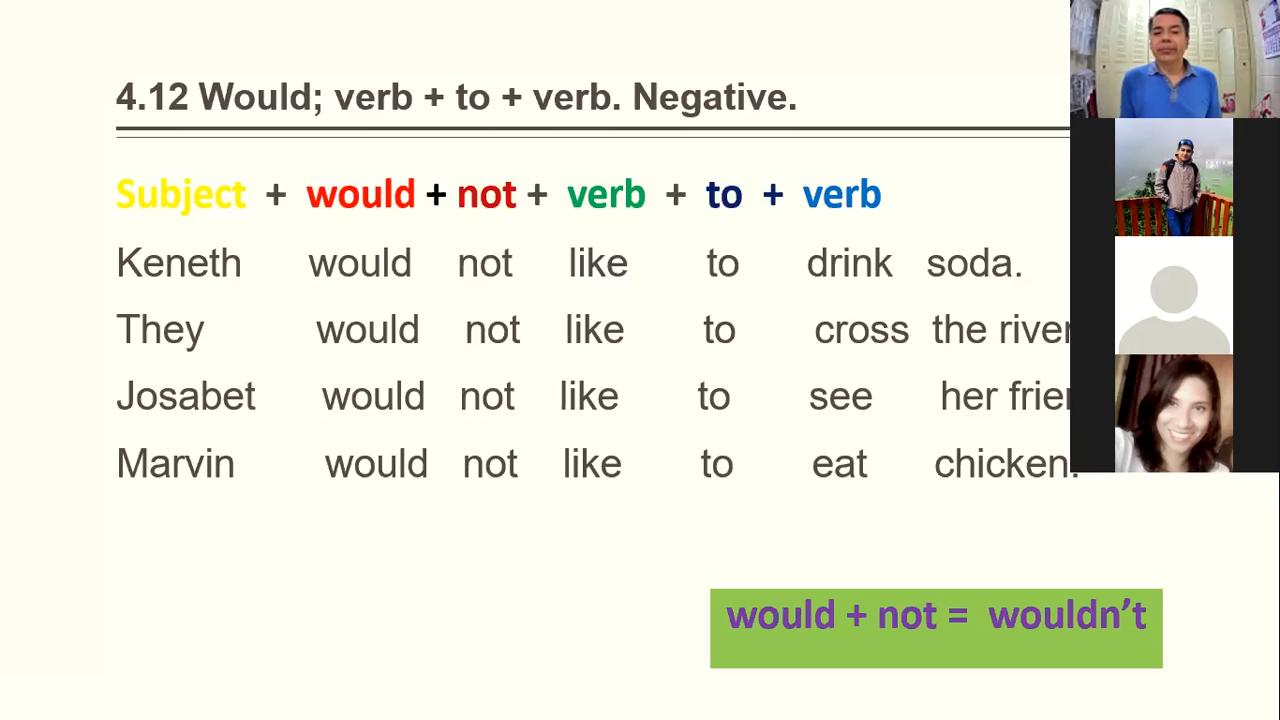 4.12 Would; verb + to + verb. Negative.
Subject + would + not + verb + to + verb
Keneth would not like to drink soda.
They would not like to cross the river
Josabet would not like to see her
Marvin would not like to eat chicken.
would + not = wouldn’t